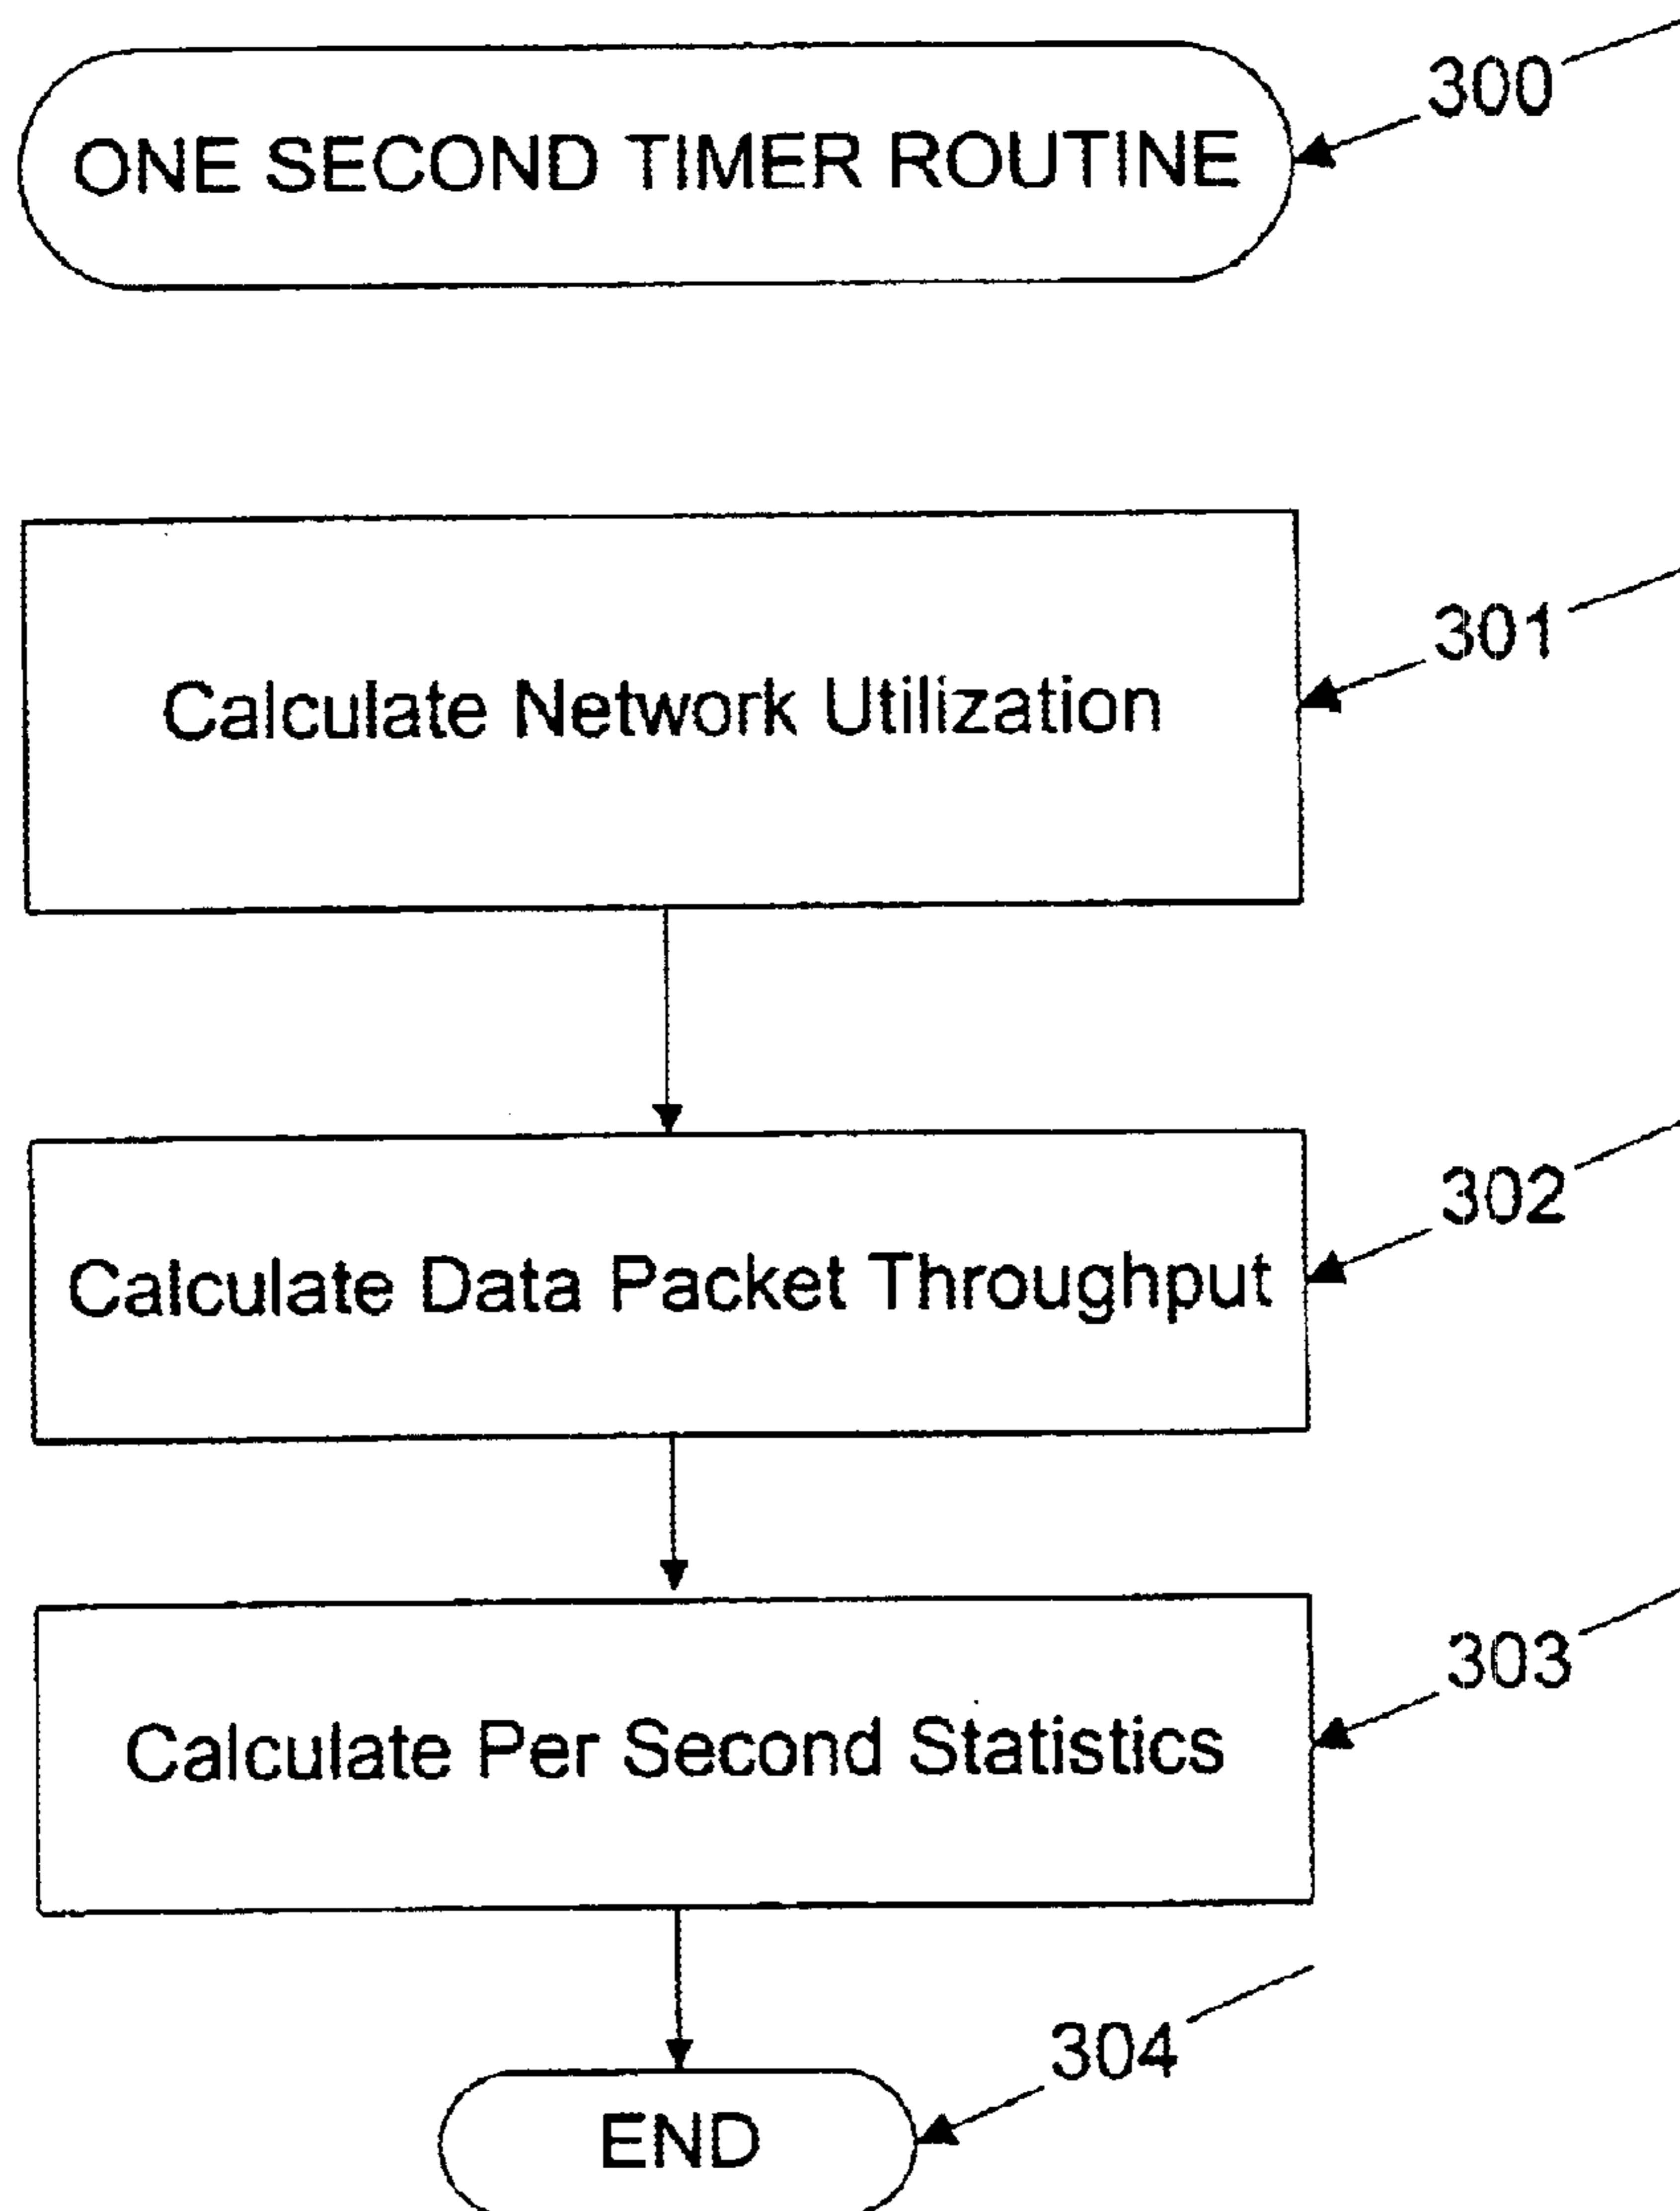 300
ONE SECOND TIMER ROUTINE
301
Calculate Network Utilization
302
Calculate Data Packet Throughput
303
Calculate Per Second Statistics
304
END